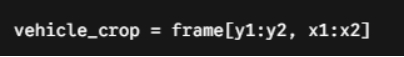 vehicle_crop = frame[y1:y2, x1:x2]